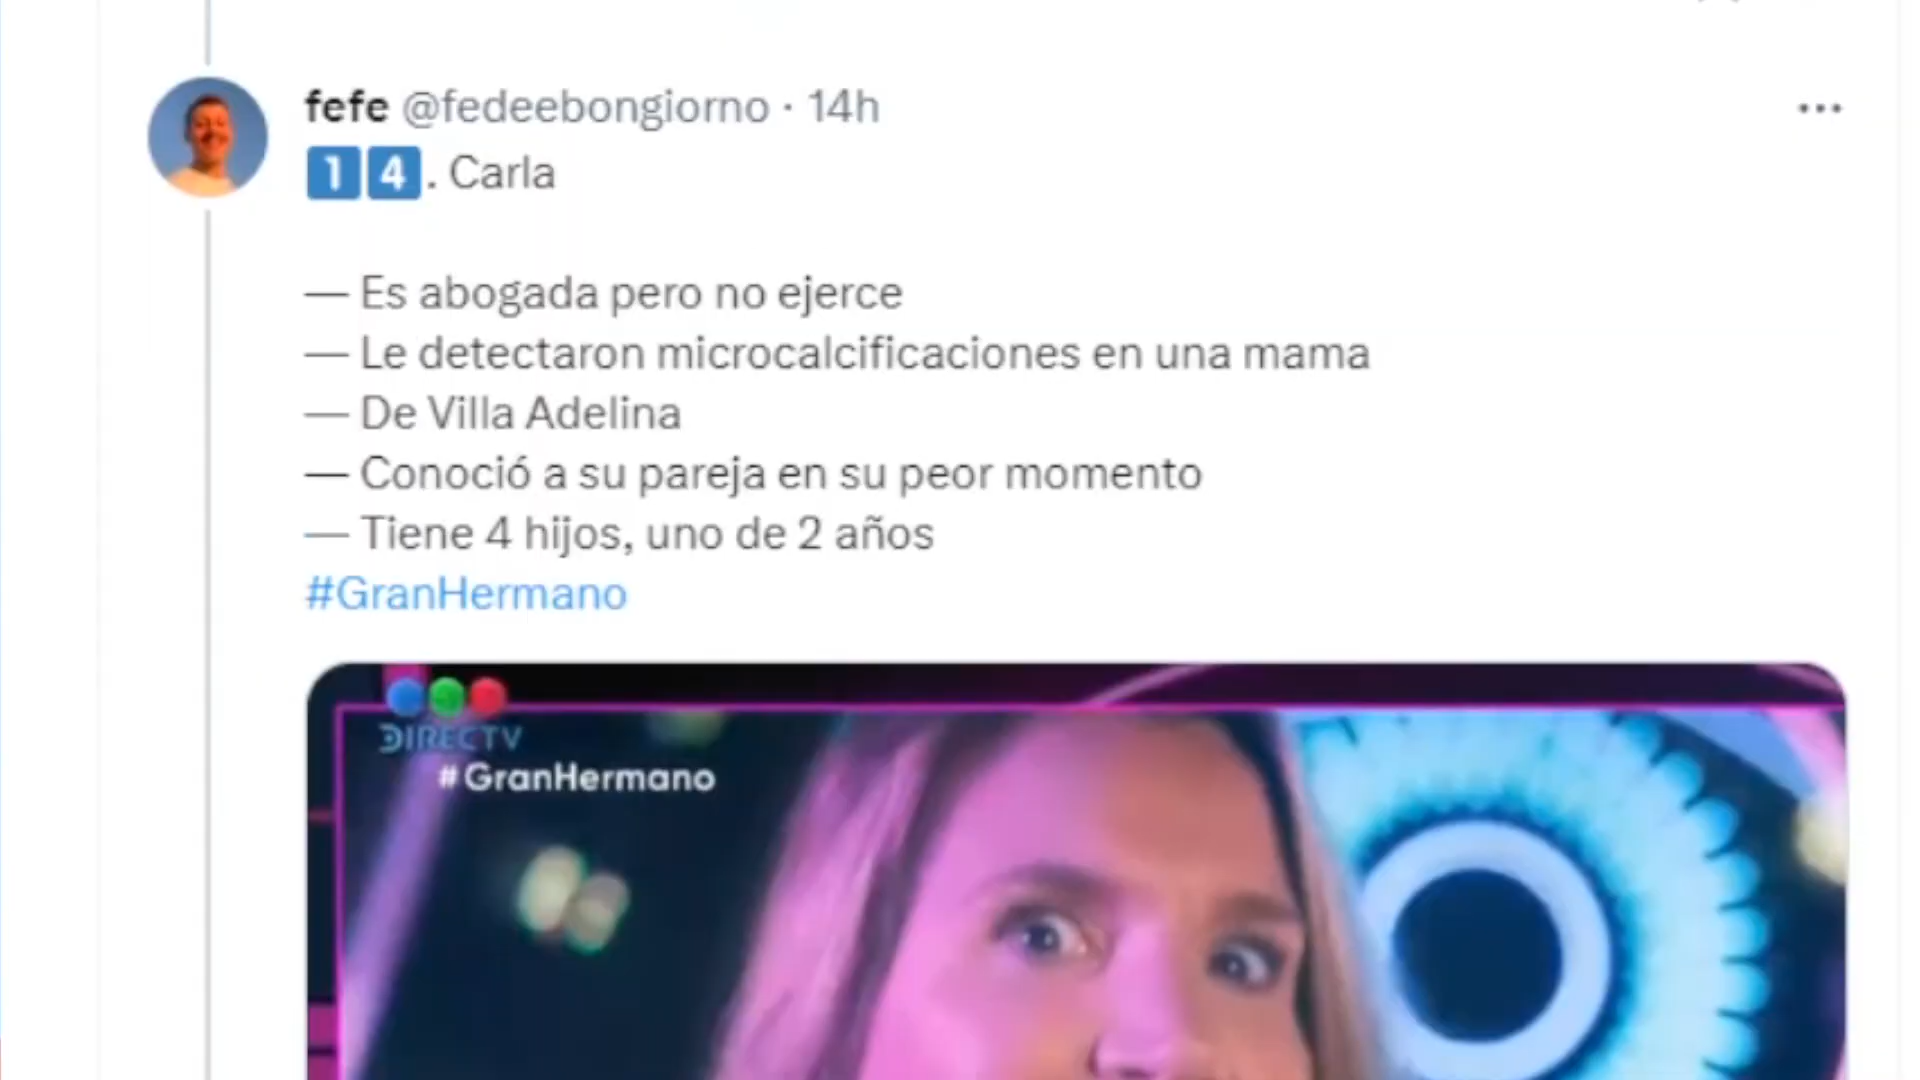 fefe @fedeebongiorno · 14h
1️⃣4️⃣. Carla
— Es abogada pero no ejerce
— Le detectaron microcalcificaciones en una mama
— De Villa Adelina
— Conoció a su pareja en su peor momento
— Tiene 4 hijos, uno de 2 años
#GranHermano
DIRECTV
#GranHermano